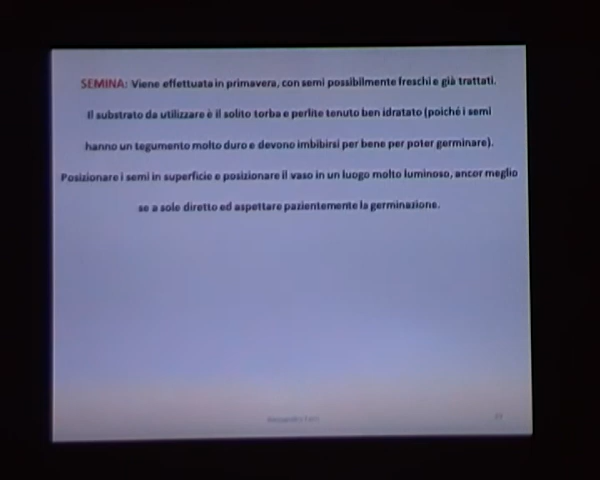 SEMINA: Viene effettuata in primavera, con semi possibilmente freschi e già trattati.
Il substrato da utilizzare è il solito torba e perlite tenuto ben idratato (poiché i semi
hanno un tegumento molto duro e devono imbibirsi per bene per poter germinare).
Posizionare i semi in superficie e posizionare il vaso in un luogo molto luminoso, ancor meglio
se a sole diretto ed aspettare pazientemente la germinazione.